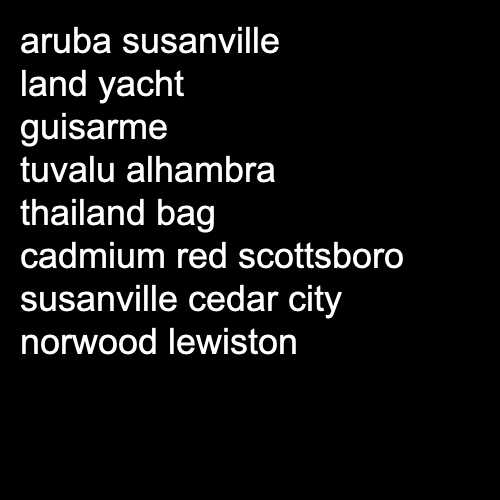 aruba susanville
land yacht
guisarme
tuvalu alhambra
thailand bag
cadmium red scottsboro
susanville cedar city
norwood lewiston